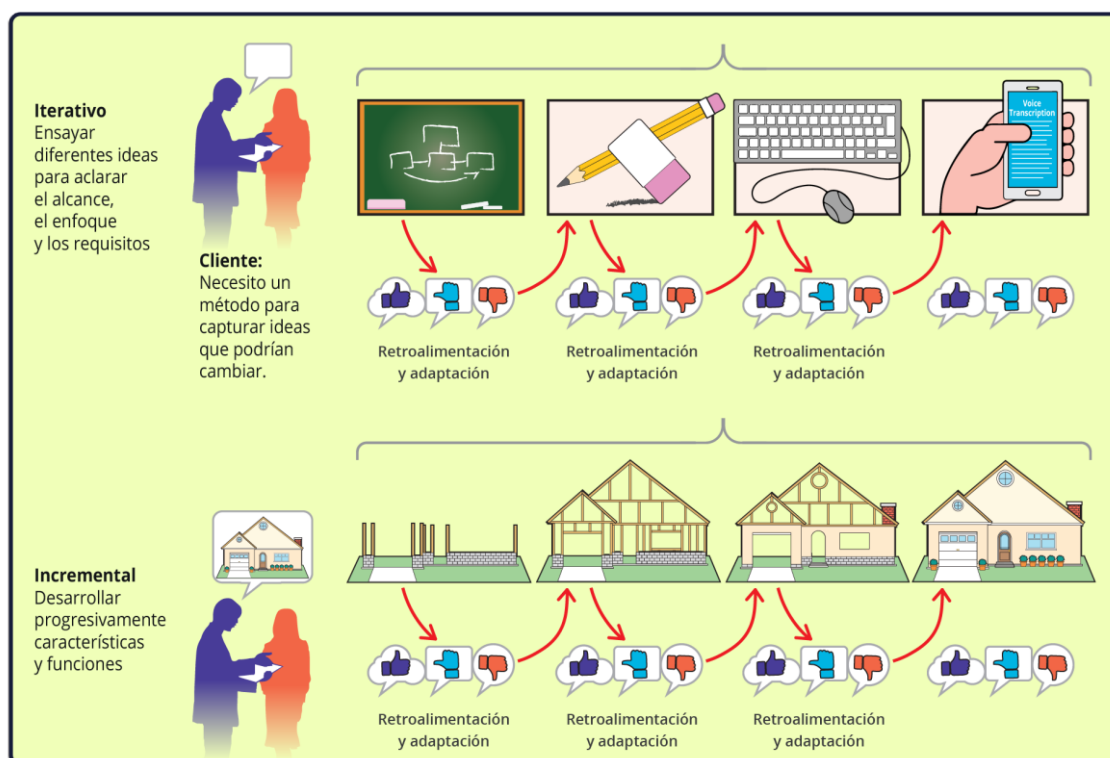 Iterativo
Ensayar
diferentes ideas
para aclarar
el alcance,
el enfoque
y los requisitos
Cliente:
Necesito un
método para
capturar ideas
que podrían
cambiar.
Voice
Transcription
Retroalimentación
y adaptación
Retroalimentación
y adaptación
Retroalimentación
y adaptación
Incremental
Desarrollar
progresivamente
características
y funciones
Retroalimentación
y adaptación
Retroalimentación
y adaptación
Retroalimentación
y adaptación